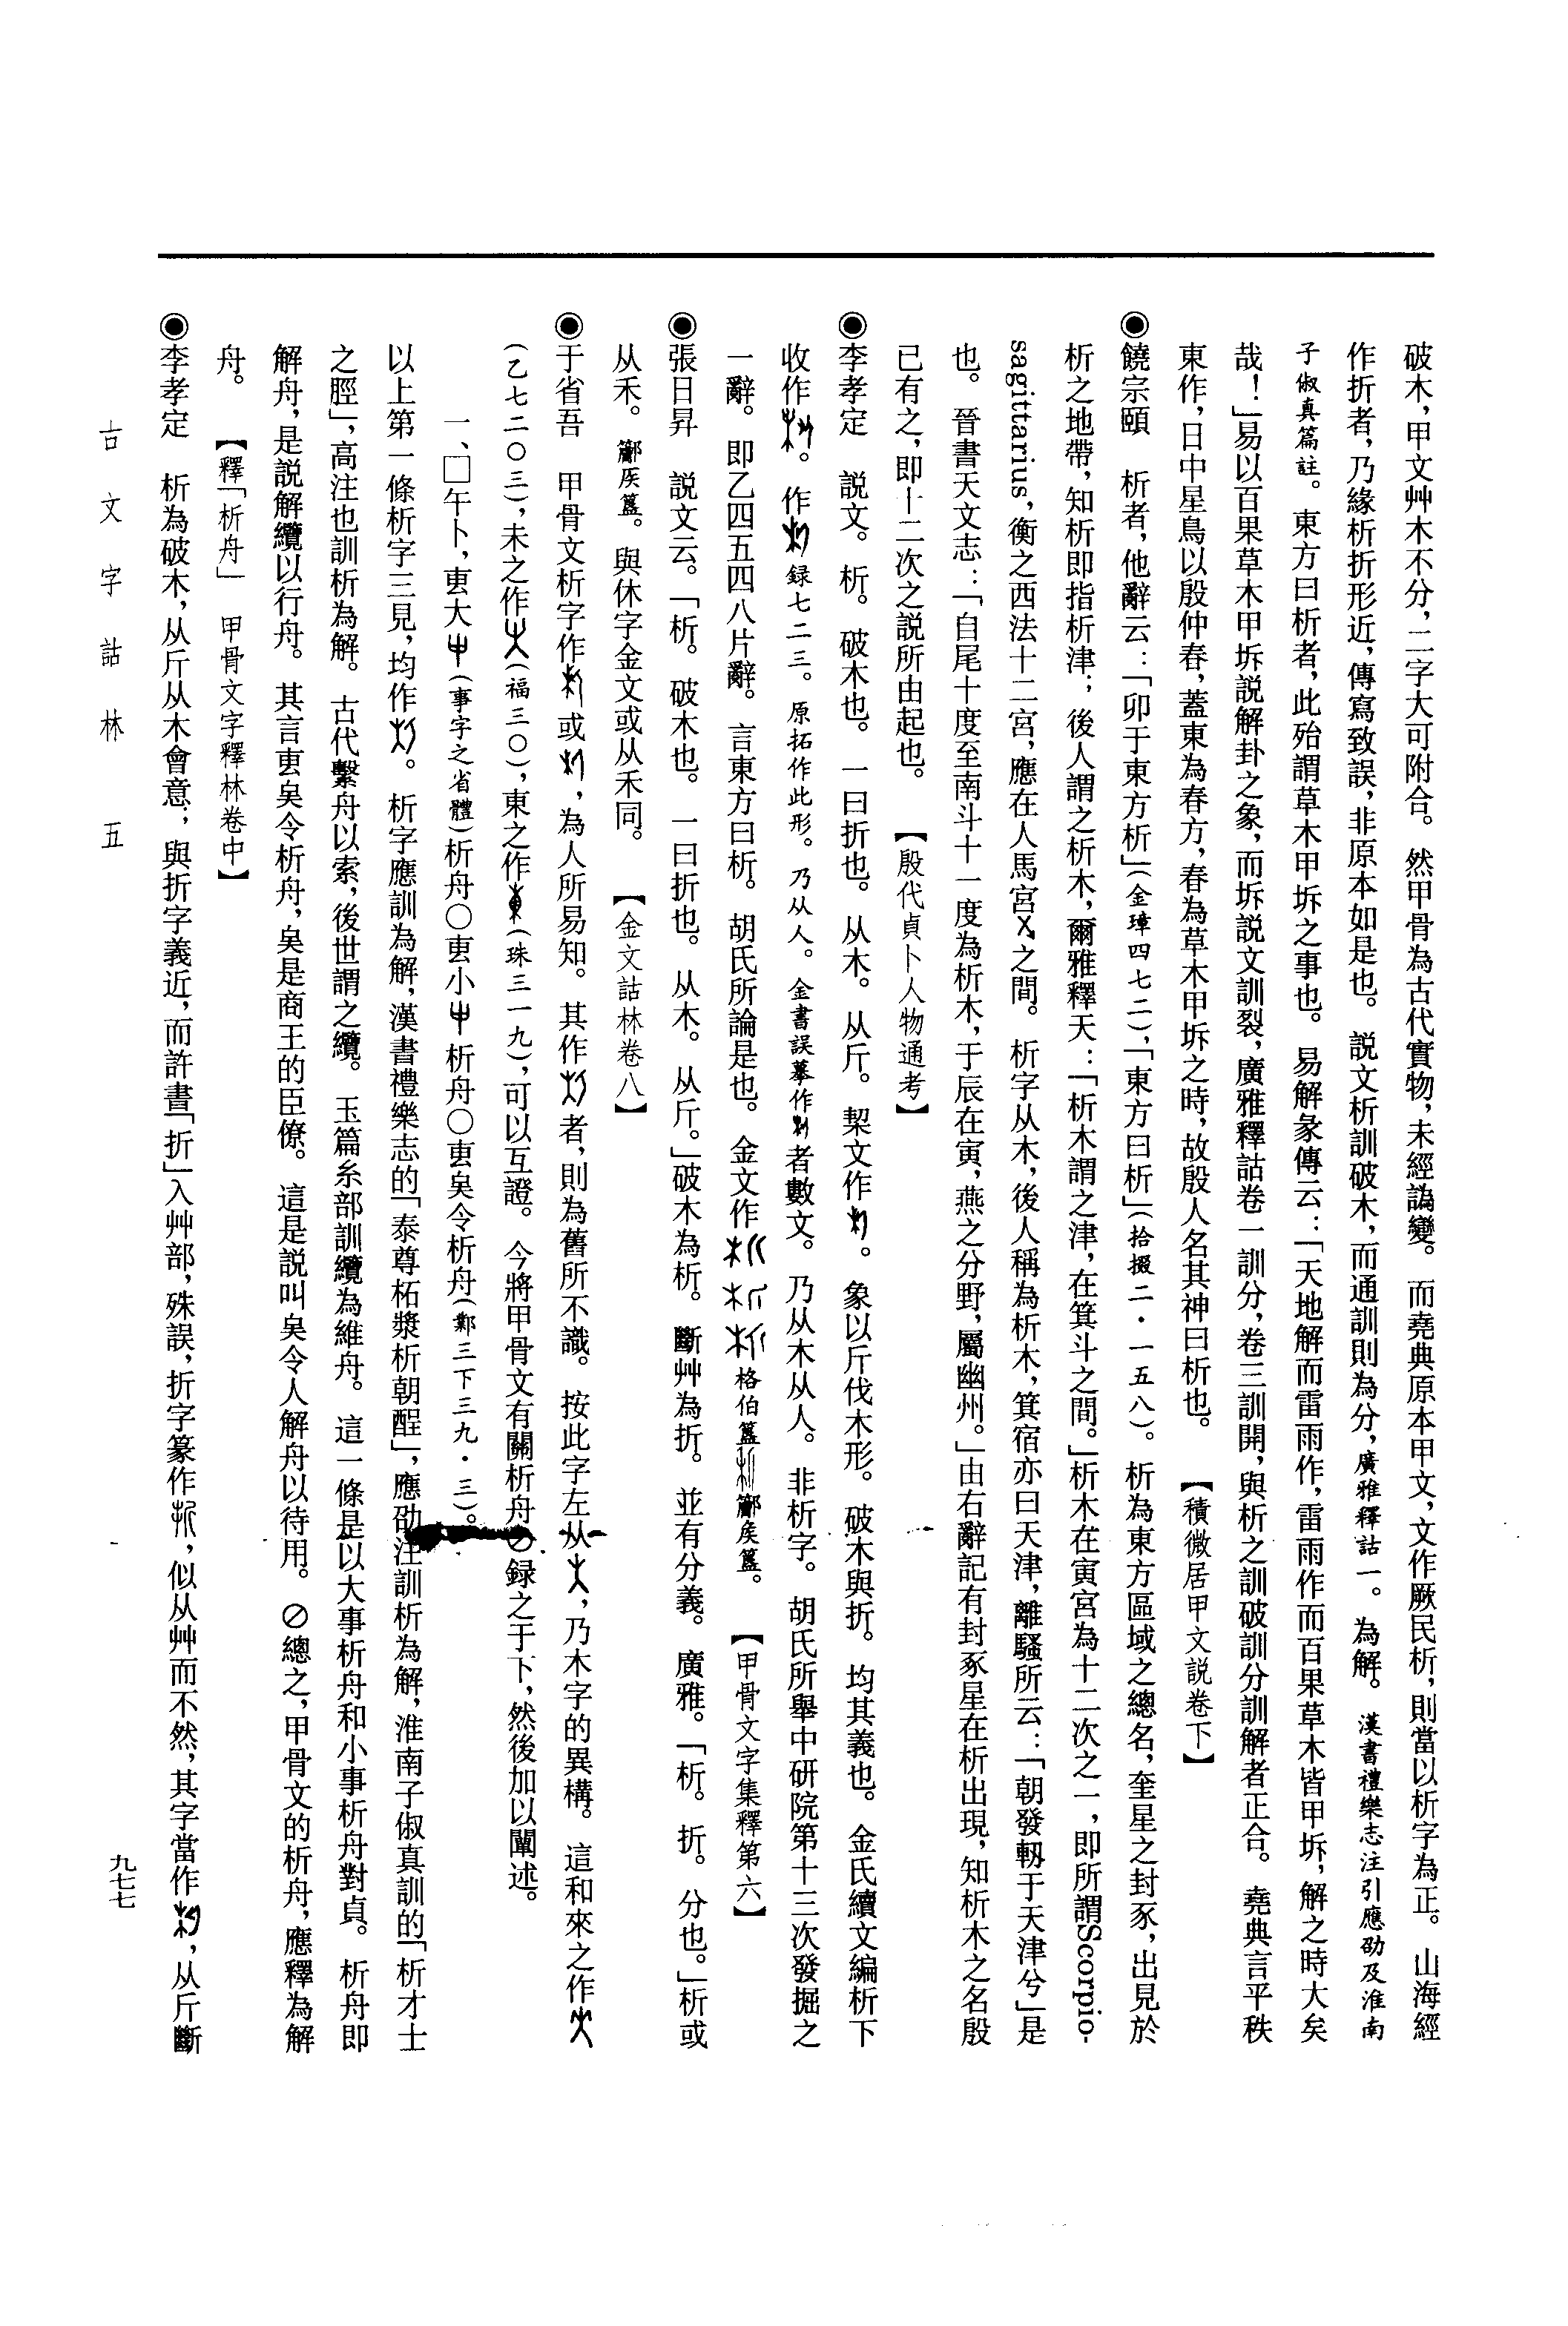 破木，甲文艸木不分，二字大可附合。然甲骨為古代實物，未經譌變。而堯典原本甲文，文作厥民析，則當以析字為正。山海經
作折者，乃緣析折形近，傳寫致誤，非原本如是也。説文析訓破木，而通訓則為分，廣雅釋詁一。為解。漢書禮樂志注引應劭及淮南
子俶真篇註。東方曰析者，此殆謂草木甲坼之事也。易解彖傳云：「天地解而雷雨作，雷雨作而百果草木皆甲坼，解之時大矣
哉！」易以百果草木甲坼説解卦之象，而坼説文訓裂，廣雅釋詁卷一訓分，卷三訓開，與析之訓破訓分訓解者正合。堯典言平秩
東作，日中星鳥以殷仲春，蓋東為春方，春為草木甲坼之時，故殷人名其神曰析也。【積微居甲文説卷下】
◉饒宗頤　析者，他辭云：「卯于東方析」（金璋四七二），「東方曰析」（拾掇二·一五八）。析為東方區域之總名，奎星之封豕，出見於
析之地帶，知析即指析津；後人謂之析木，爾雅釋天：「析木謂之津，在箕斗之間。」析木在寅宮為十二次之一，即所謂Scorpio-
sagittarius，衡之西法十二宮，應在人馬宮之間。析字从木，後人稱為析木，箕宿亦曰天津，離騷所云：「朝發軔于天津兮」是
也。晉書天文志：「自尾十度至南斗十一度為析木，于辰在寅，燕之分野，屬幽州。」由右辭記有封豕星在析出現，知析木之名殷
已有之，即十二次之説所由起也。【殷代貞卜人物通考】
◉李孝定　説文。析。破木也。一曰折也。从木。从斤。栔文作。象以斤伐木形。破木與折。均其義也。金氏續文編析下
收作。作録七二三。原拓作此形。乃从人。金書誤摹作者數文。乃从木从人。非析字。胡氏所舉中研院第十三次發掘之
一辭。即乙四五四八片辭。言東方曰析。胡氏所論是也。金文作格伯簋鄘矦簋。【甲骨文字集釋第六】
◉張日昇　説文云。「析。破木也。一曰折也。从木。从斤。」破木為析。斷艸為折。並有分義。廣雅。「析。折。分也。」析或
从禾。鄘矦簋。與休字金文或从禾同。【金文詁林卷八】
◉于省吾　甲骨文析字作或，為人所易知。其作者，則為舊所不識。按此字左从，乃木字的異構。這和來之作
（乙七二〇三），未之作（福三〇），東之作（珠三一九），可以互證。今將甲骨文有關析舟録之于下，然後加以闡述。
一、□午卜，叀大（事字之省體）析舟〇叀小析舟〇叀吳令析舟（鄴三下三九·三）。
以上第一條析字三見，均作。析字應訓為解，漢書禮樂志的「泰尊柘漿析朝酲」，應劭注訓析為解，淮南子俶真訓的「析才士
之脛」，高注也訓析為解。古代繫舟以索，後世謂之纜。玉篇糸部訓纜為維舟。這一條是以大事析舟和小事析舟對貞。析舟即
解舟，是説解纜以行舟。其言叀吳令析舟，吳是商王的臣僚。這是説叫吳令人解舟以待用。⊘總之，甲骨文的析舟，應釋為解
舟。【釋「析舟」　甲骨文字釋林卷中】
◉李孝定　析為破木，从斤从木會意；與折字義近，而許書「折」入艸部，殊誤，折字篆作，似从艸而不然，其字當作，从斤斷
古文字詁林　五
九七七